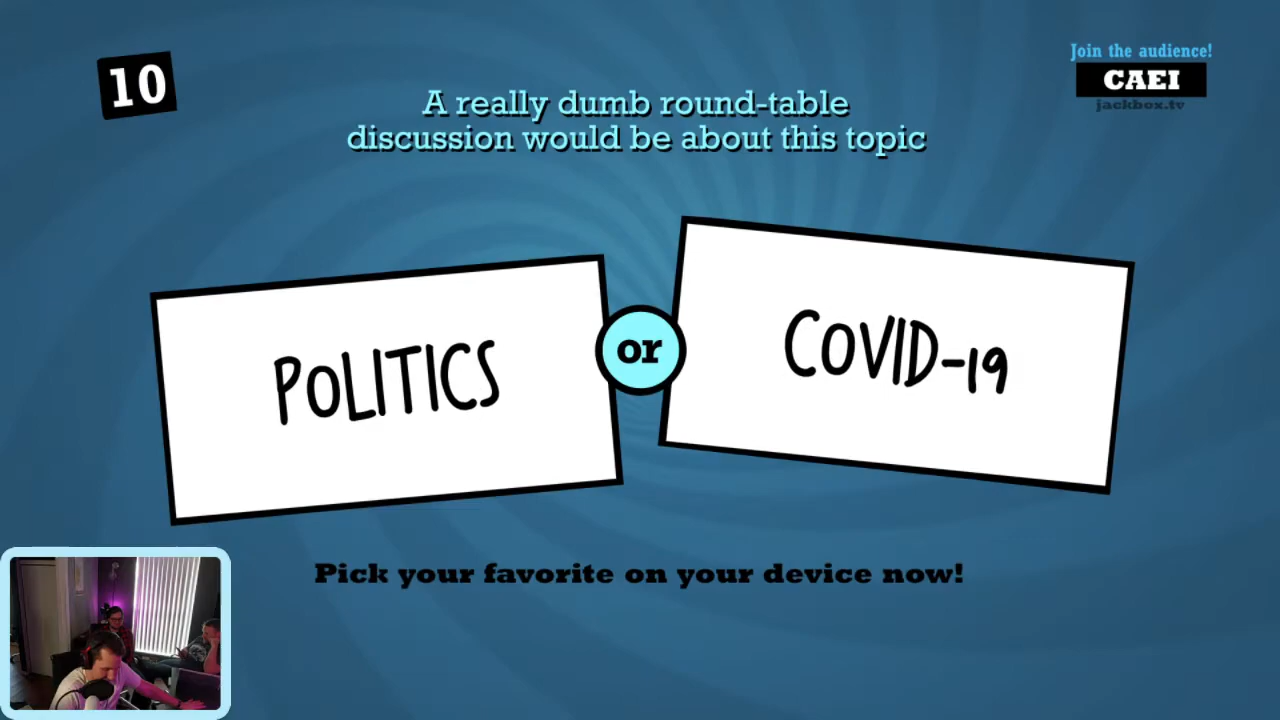 10
Join the audience!
CAEI
jackbox.tv
A really dumb round-table
discussion would be about this topic
POLITICS
or
COVID-19
Pick your favorite on your device now!